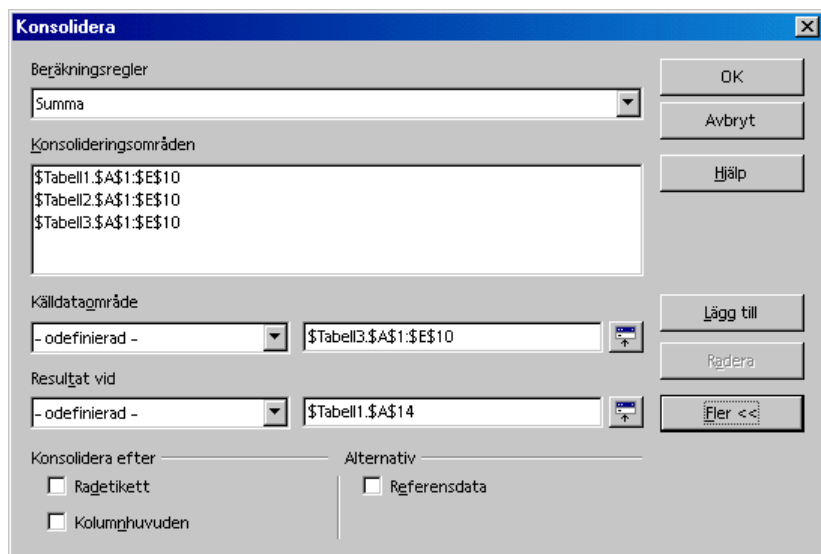 Konsolidera
Beräkningsregler
OK
Summa
Avbryt
Konsolideringsområden
$Tabell1.$A$1:$E$10
$Tabell2.$A$1:$E$10
$Tabell3.$A$1:$E$10
Hjälp
Källdataområde
Lägg till
- odefinierad -
$Tabell3.$A$1:$E$10
Radera
Resultat vid
- odefinierad -
$Tabell1.$A$14
Fler <<
Konsolidera efter
Alternativ
Radetikett
Referensdata
Kolumnhuvuden